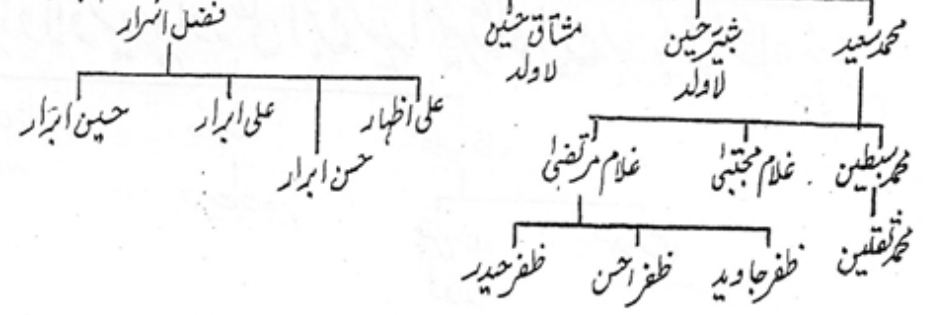 محمد سعید شبیر حسین مشتاق حسین فضل ابرار
لاولد لاولد
علی اظہار علی ابرار حسین ابرار
حسن ابرار
محمد سبطین غلام مجتبیٰ غلام مرتضیٰ
محمد ثقلین
ظفر جاوید ظفر احسن ظفر حیدر